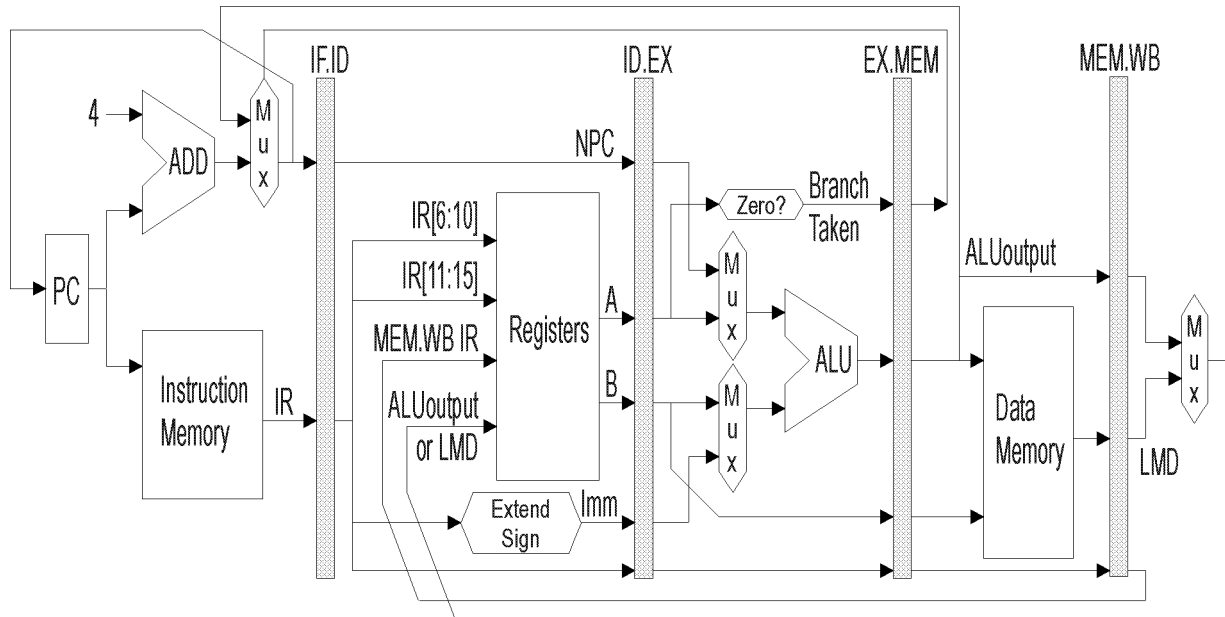 IF.ID
ID.EX
EX.MEM
MEM.WB
4
ADD
M
u
x
NPC
Zero?
Branch
Taken
IR[6:10]
IR[11:15]
MEM.WB IR
ALUoutput
or LMD
Registers
A
B
M
u
x
M
u
x
ALU
ALUoutput
PC
Instruction
Memory
IR
Extend
Sign
Imm
Data
Memory
LMD
M
u
x